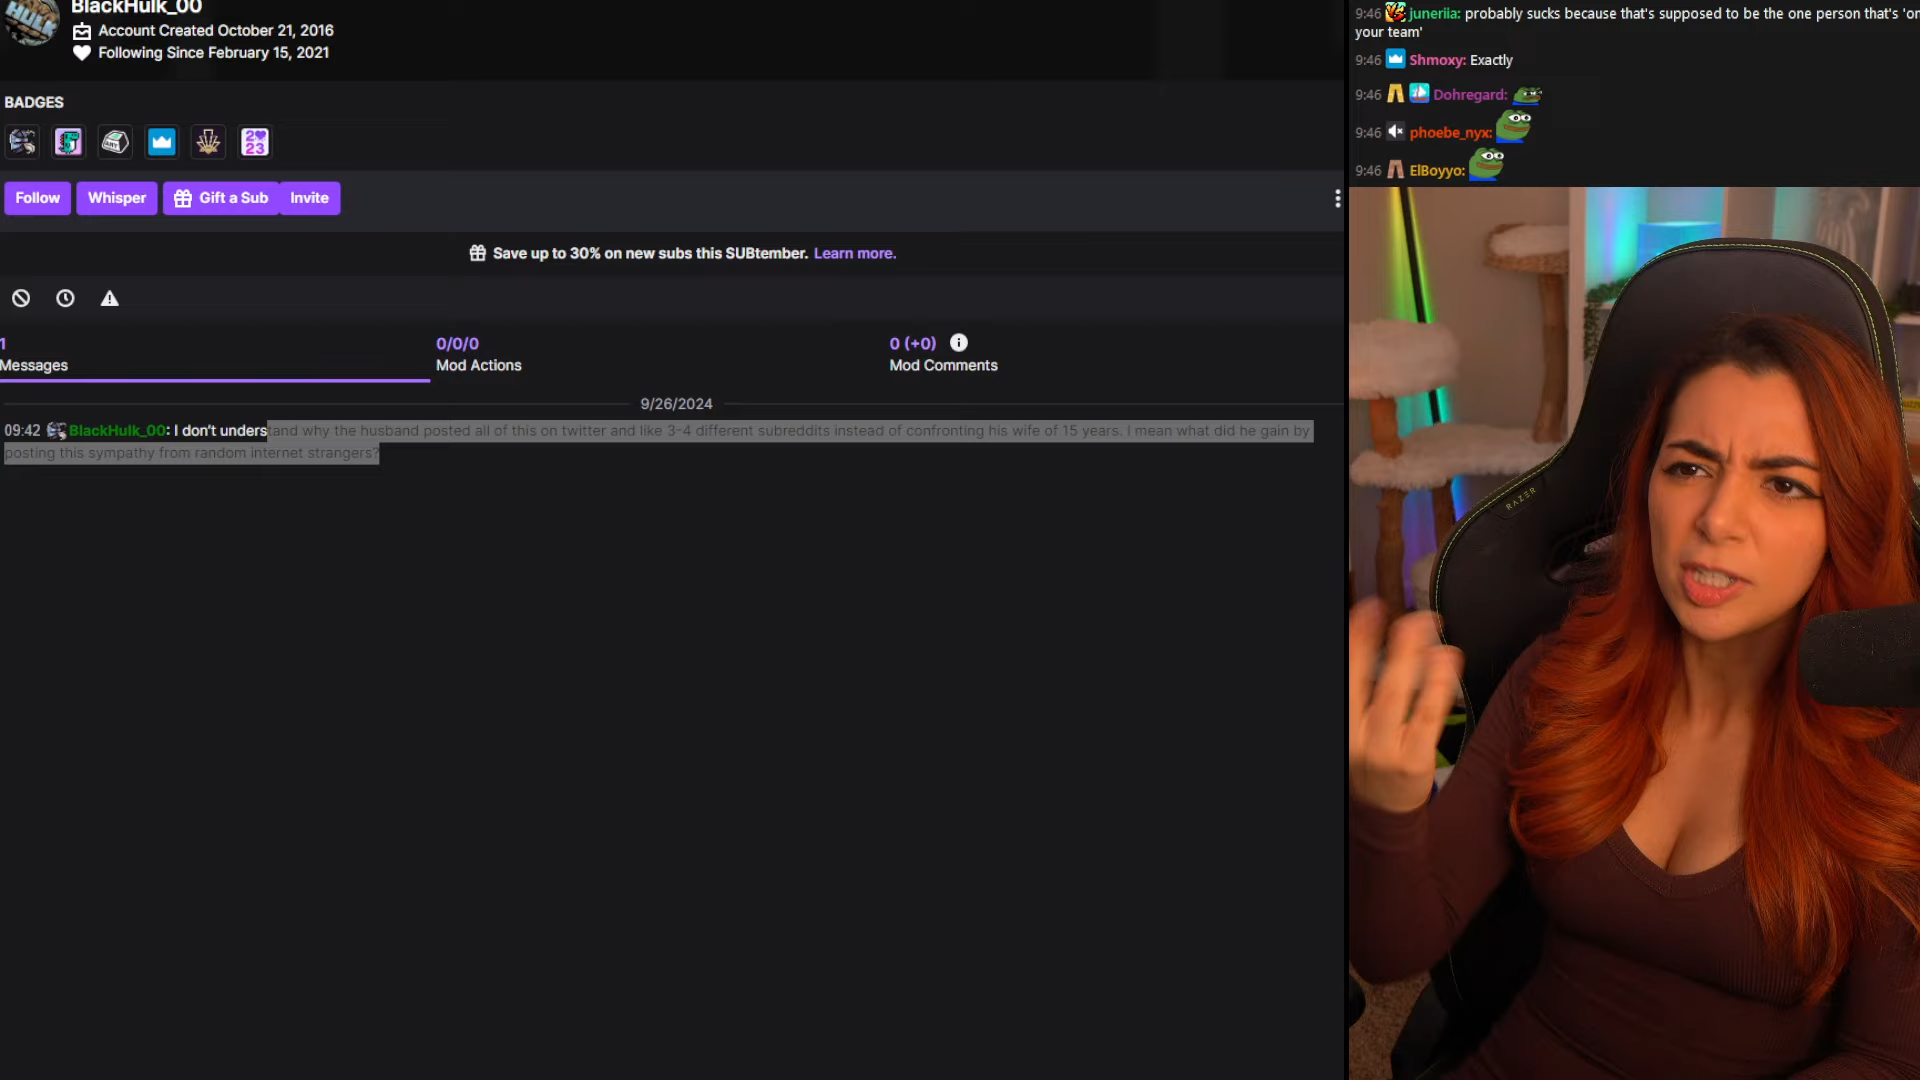 BlackHulk_00
Account Created October 21, 2016
Following Since February 15, 2021
BADGES
2 23
Follow
Whisper
Gift a Sub
Invite
Save up to 30% on new subs this SUBtember. Learn more.
1
Messages
0/0/0
Mod Actions
0 (+0)
Mod Comments
9/26/2024
09:42 BlackHulk_00: I don't understand why the husband posted all of this on twitter and like 3-4 different subreddits instead of confronting his wife of 15 years. I mean what did he gain by
posting this sympathy from random internet strangers?
9:46 juneriia: probably sucks because that's supposed to be the one person that's
your team'
9:46 Shmoxy: Exactly
9:46 Dohregard:
9:46 phoebe_nyx:
9:46 ElBoyyo:
RAZER
HULK